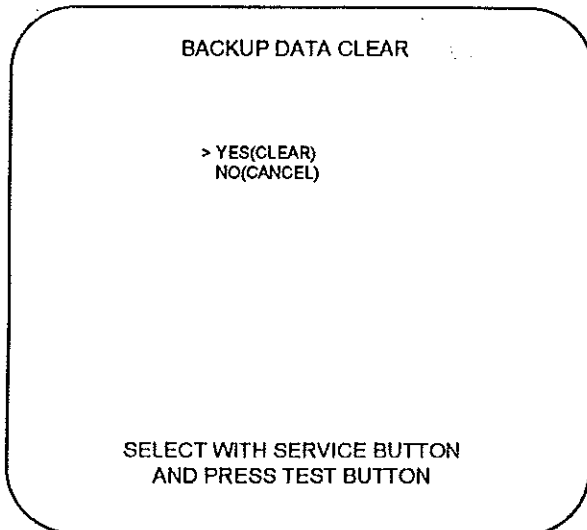 BACKUP DATA CLEAR
> YES(CLEAR)
NO(CANCEL)
SELECT WITH SERVICE BUTTON
AND PRESS TEST BUTTON